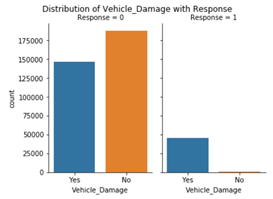 Distribution of Vehicle_Damage with Response
Response = 0
Response = 1
175000
150000
125000
100000
75000
50000
25000
0
count
Yes
No
Yes
No
Vehicle_Damage
Vehicle_Damage